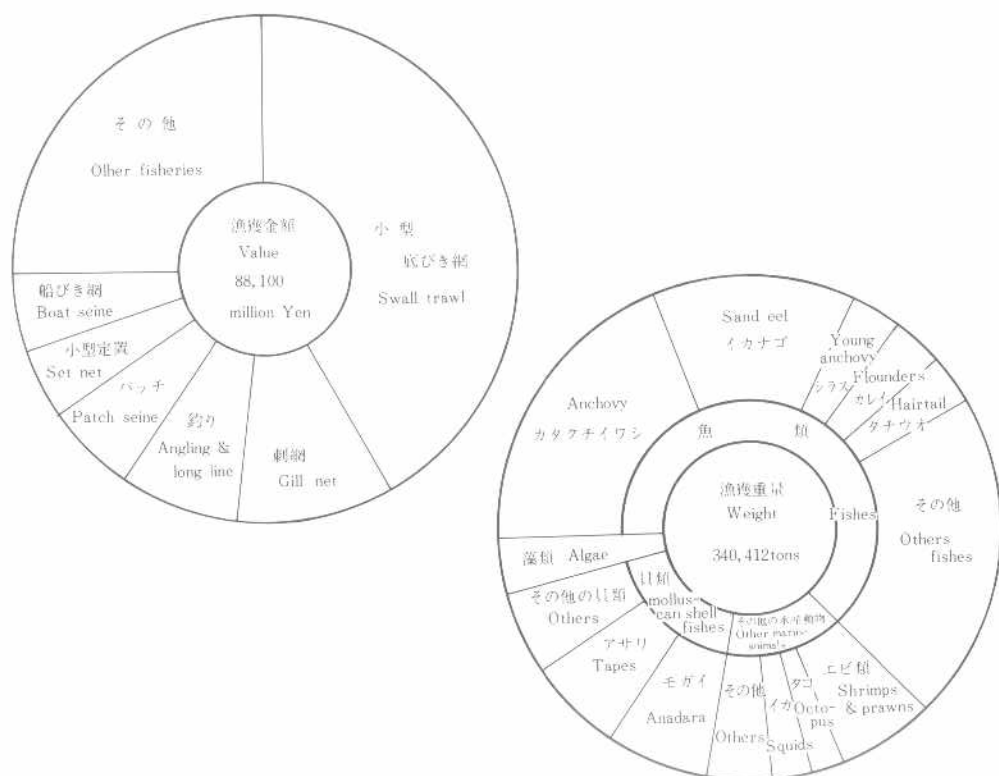 その他
Olher fisheries
漁獲金額
Value
88,100
million Yen
小型
底びき網
Swall trawl
船びき網
Boat seine
小型定置
Set net
パッチ
Patch seine
釣り
Angling &
long line
刺網
Gill net
Sand eel
イカナゴ
Young
anchovy
シラス
Flounders
カレイ
Hairtail
タチウオ
Anchovy
カタクチイワシ
魚類
Fishes
漁獲重量
Weight
340,412tons
その他
Others
fishes
藻類 Algae
貝類
mollus-
can shell
fishes
その他の貝類
Others
アサリ
Tapes
モガイ
Anadara
その他の水産動物
Other marine
animals
その他
Others
イカ
Squids
タコ
Octo-
pus
エビ類
Shrimps
& prawns